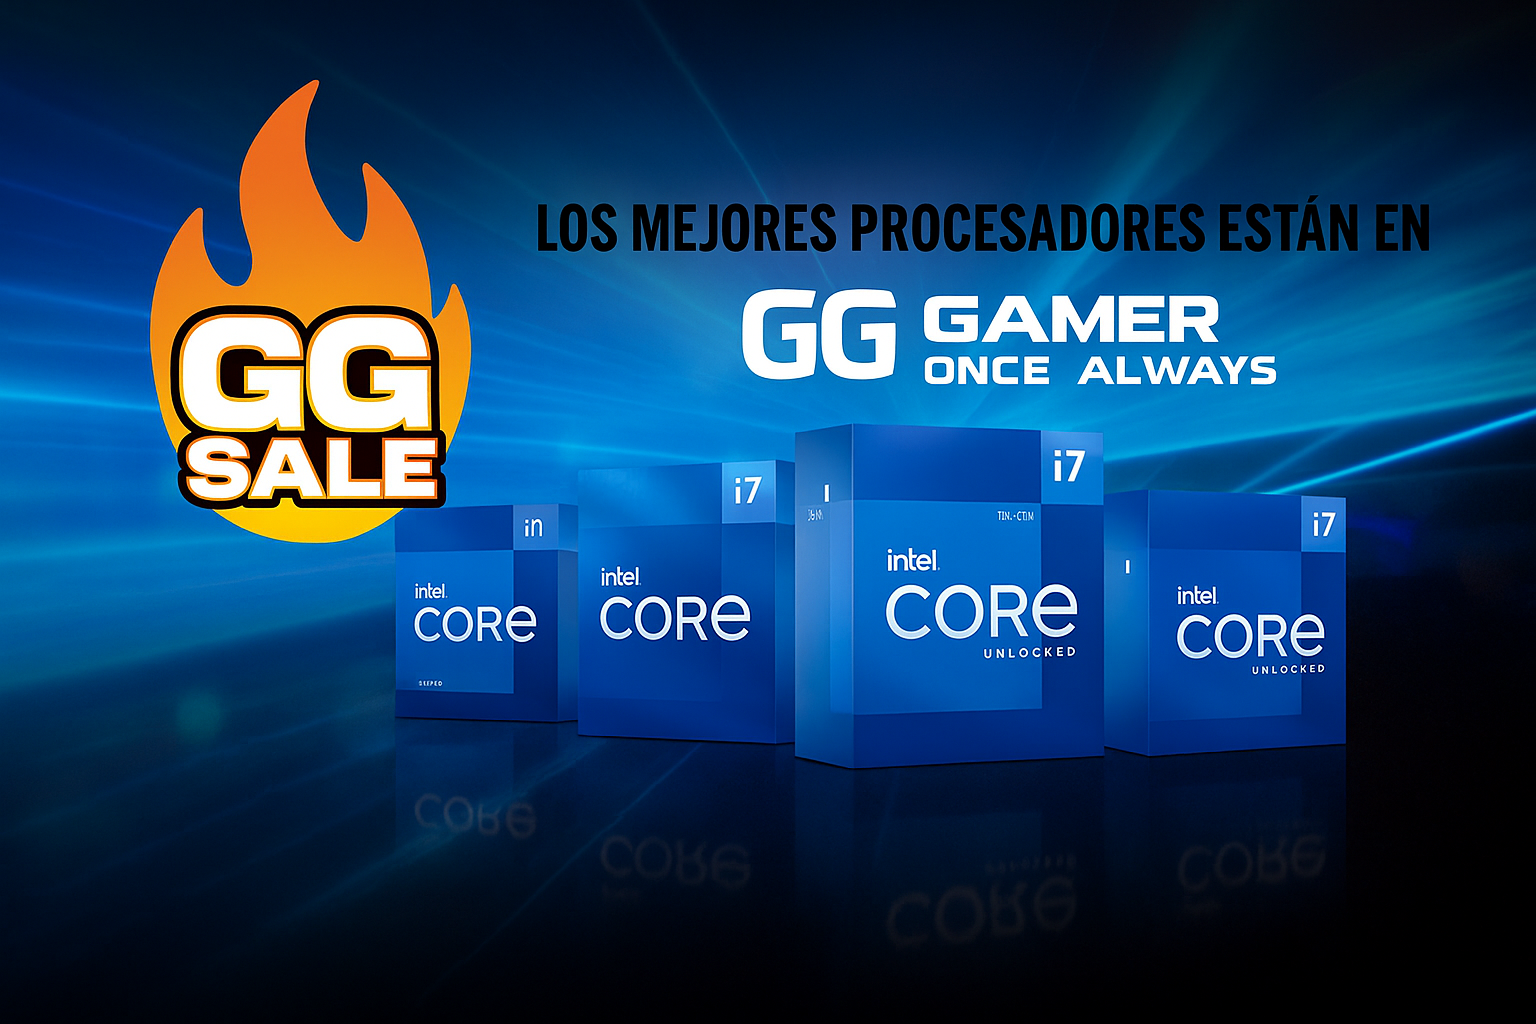 LOS MEJORES PROCESADORES ESTÁN EN
GG GAMER
ONCE ALWAYS
GG
SALE
in
intel.
CORe
i7
intel.
CORe
i7
intel.
CORe
UNLOCKED
i7
intel.
CORe
UNLOCKED